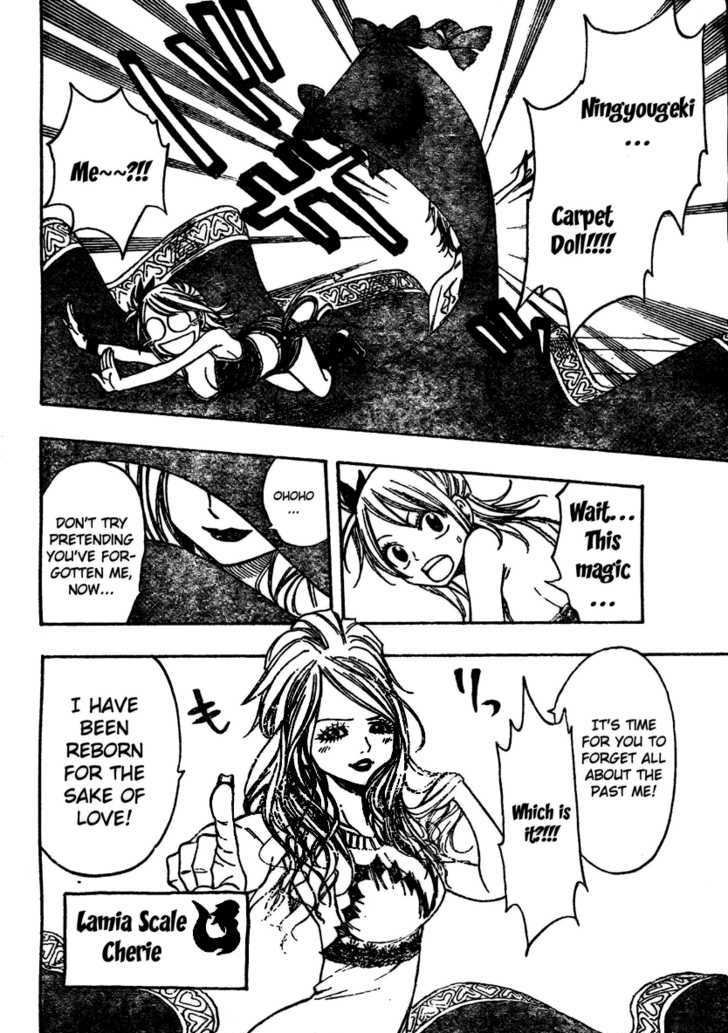 Ningyougeki
...
Carpet
Doll!!!!
Me~~?!!
Wait...
This
magic
...
OHOHO
...
DON'T TRY
PRETENDING
YOU'VE FOR-
GOTTEN ME,
NOW...
IT'S TIME
FOR YOU TO
FORGET ALL
ABOUT THE
PAST ME!
Which is
it?!!!
I HAVE
BEEN
REBORN
FOR THE
SAKE OF
LOVE!
Lamia Scale
Cherie